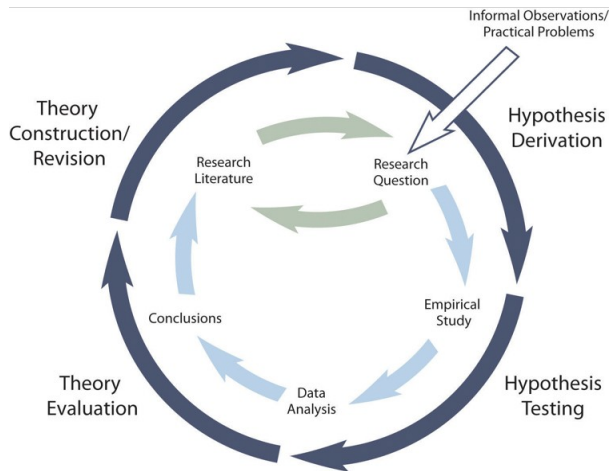 Informal Observations/
Practical Problems
Theory
Construction/
Revision
Hypothesis
Derivation
Research
Literature
Research
Question
Conclusions
Empirical
Study
Theory
Evaluation
Data
Analysis
Hypothesis
Testing